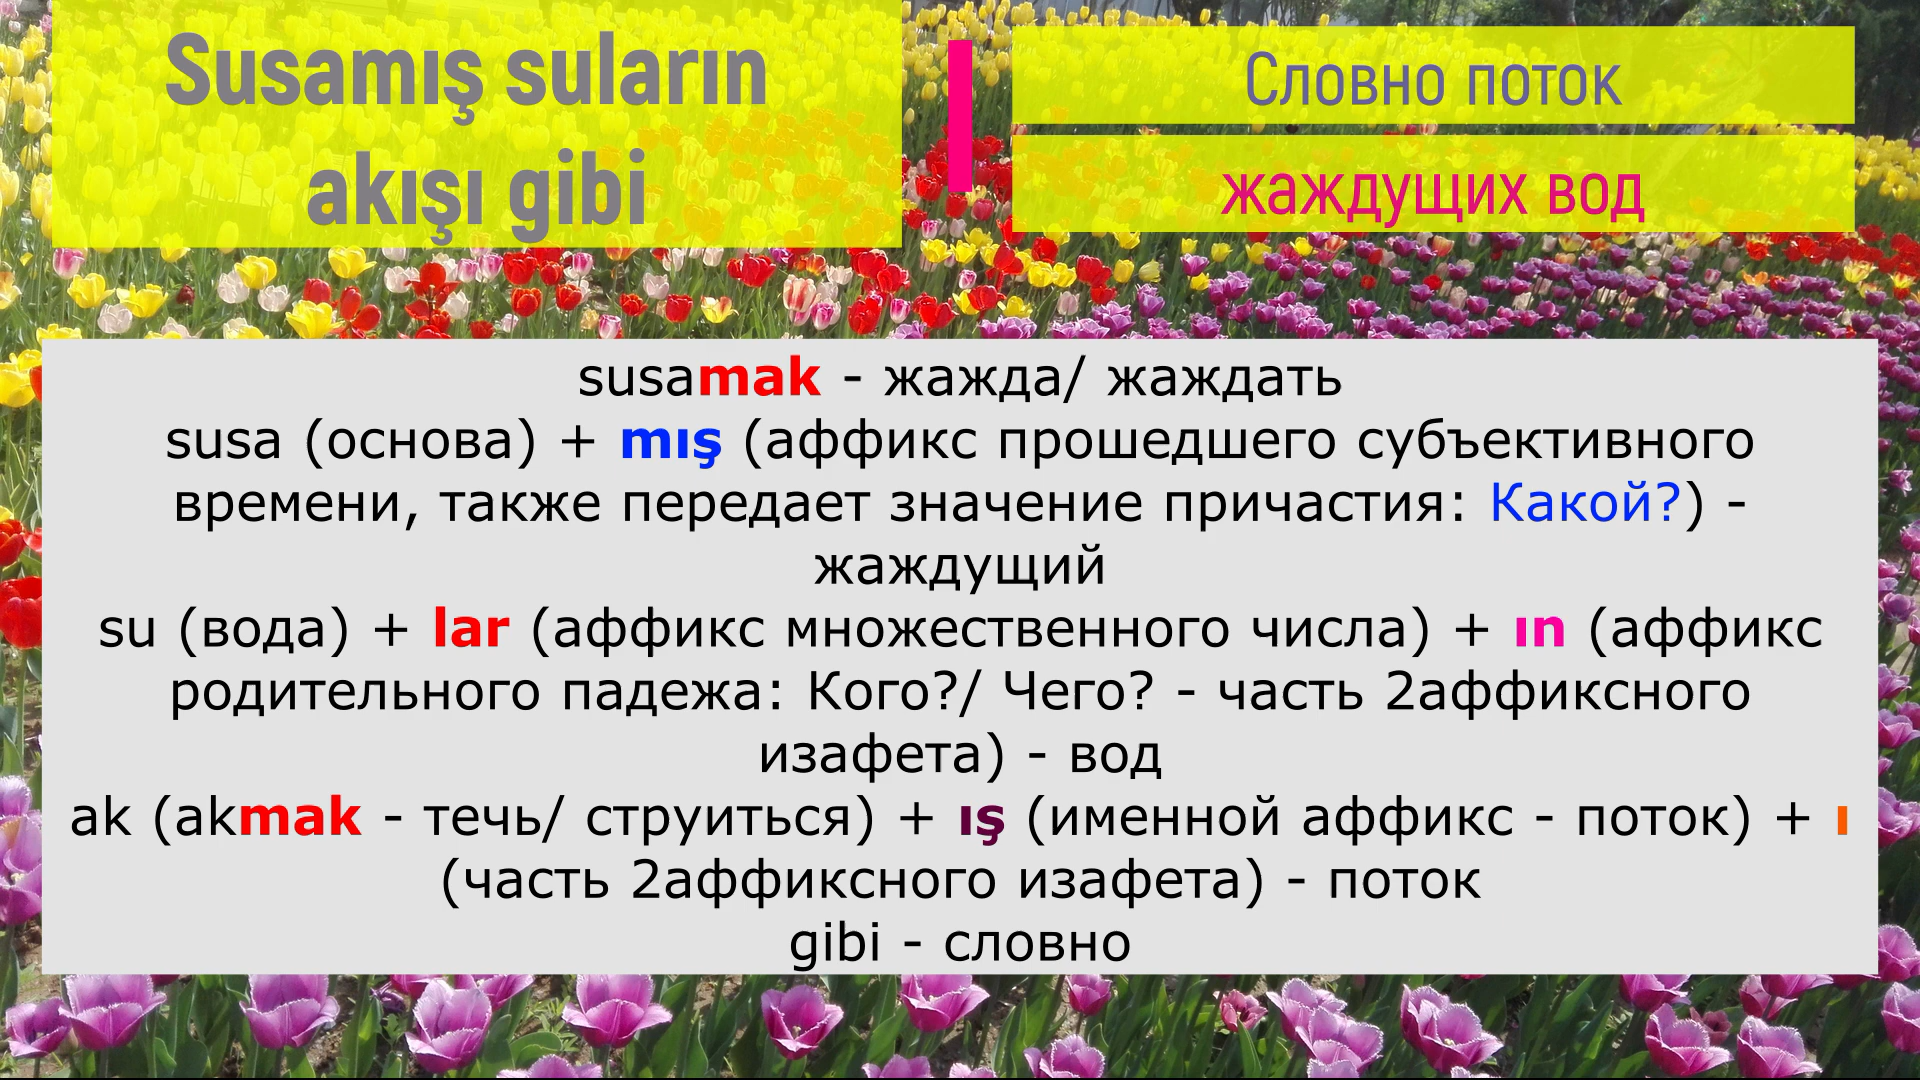 Susamış suların
akışı gibi
Словно поток
жаждущих вод
susamak - жажда/ жаждать
susa (основа) + mış (аффикс прошедшего субъективного
времени, также передает значение причастия: Какой?) -
жаждущий
su (вода) + lar (аффикс множественного числа) + ın (аффикс
родительного падежа: Кого?/ Чего? - часть 2аффиксного
изафета) - вод
ak (akmak - течь/ струиться) + ış (именной аффикс - поток) + ı
(часть 2аффиксного изафета) - поток
gibi - словно